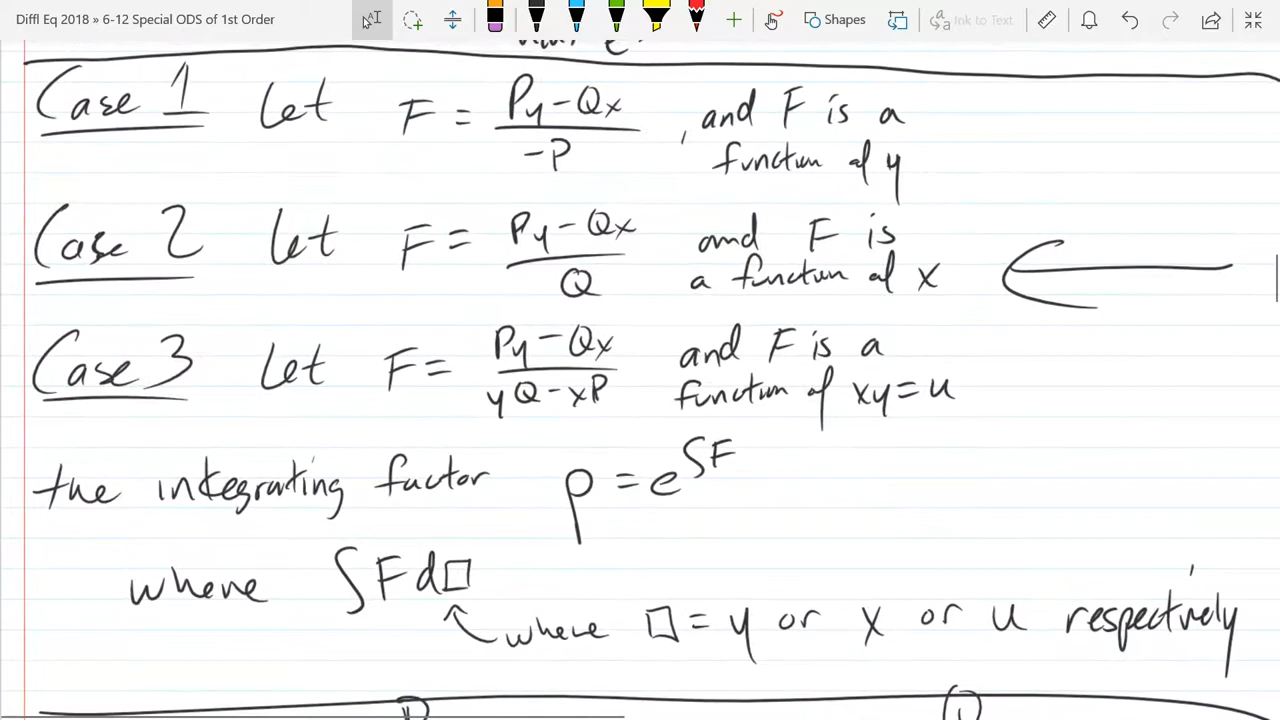 Diffl Eq 2018 » 6-12 Special ODS of 1st Order
Shapes
Ink to Text
Case 1 Let F = (Py - Qx)/(-P), and F is a
function of y
Case 2 Let F = (Py - Qx)/Q and F is
a function of x
Case 3 Let F = (Py - Qx)/(yQ - xP) and F is a
function of xy = u
the integrating factor ρ = e^∫F
where ∫F d□
where □ = y or x or u respectively